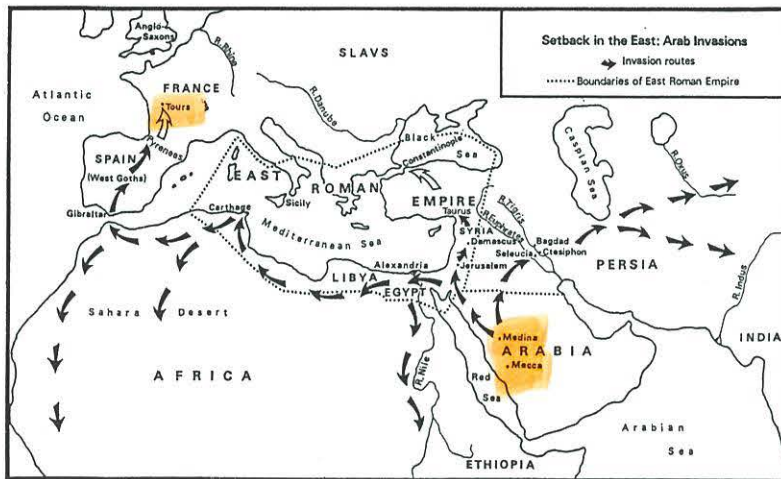 Setback in the East: Arab Invasions
Invasion routes
Boundaries of East Roman Empire
Anglo-
Saxons
R. Rhine
SLAVS
Atlantic
Ocean
FRANCE
Tours
R. Danube
Caspian Sea
R. Oxus
Pyrenees
Black
Sea
Constantinople
SPAIN
(West Goths)
EAST
ROMAN
EMPIRE
Taurus
R. Tigris
R. Euphrates
Gibraltar
Carthage
Sicily
Mediterranean Sea
SYRIA
Damascus
Bagdad
Seleucia
Ctesiphon
PERSIA
Alexandria
Jerusalem
LIBYA
EGYPT
R. Indus
Sahara Desert
Medina
ARABIA
Mecca
INDIA
AFRICA
R. Nile
Red
Sea
Arabian
Sea
ETHIOPIA